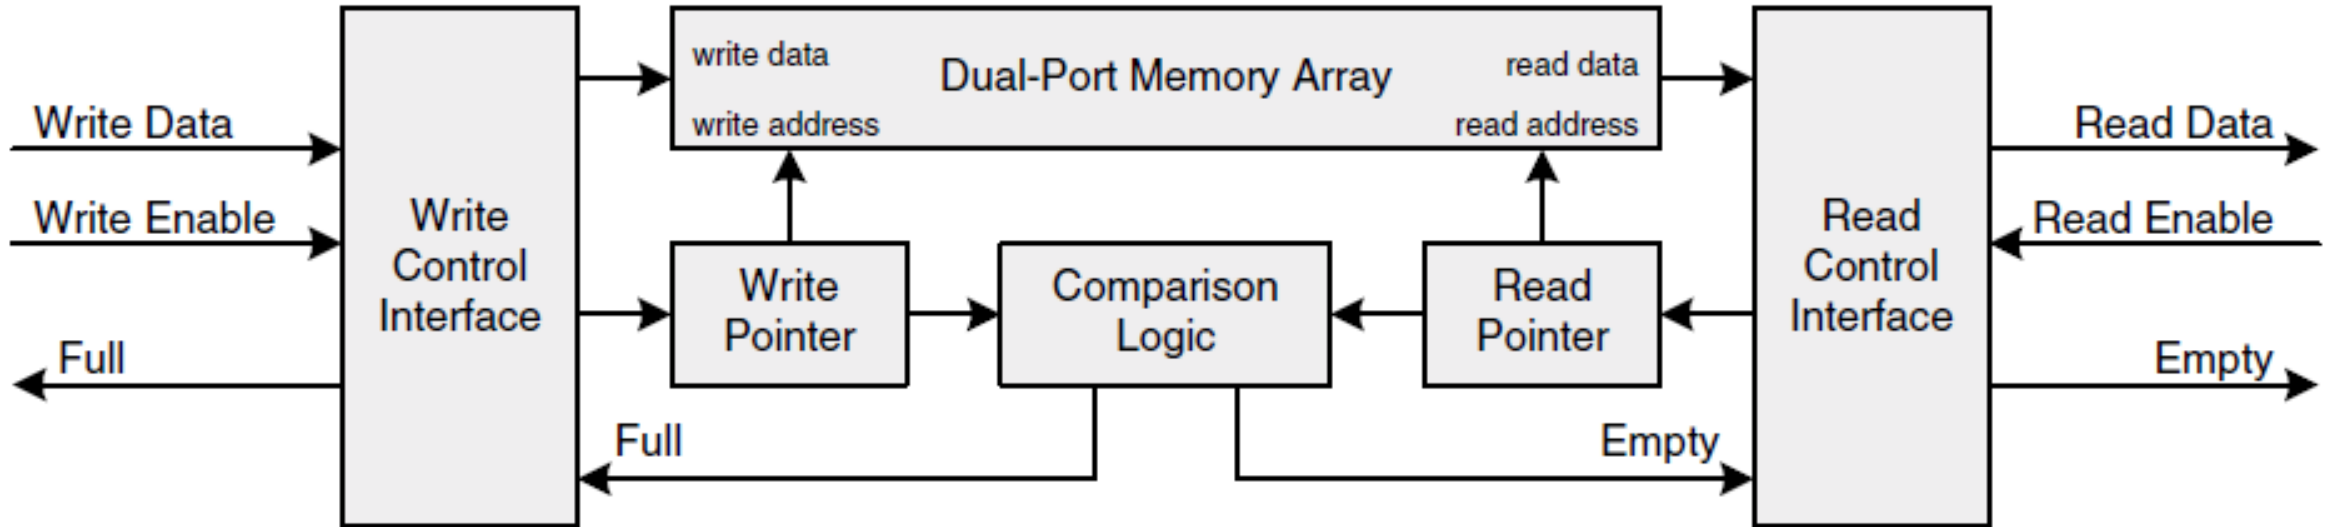 Write Data
Write Enable
Full
Write
Control
Interface
write data
Dual-Port Memory Array
read data
write address
read address
Write
Pointer
Comparison
Logic
Read
Pointer
Full
Empty
Read
Control
Interface
Read Data
Read Enable
Empty